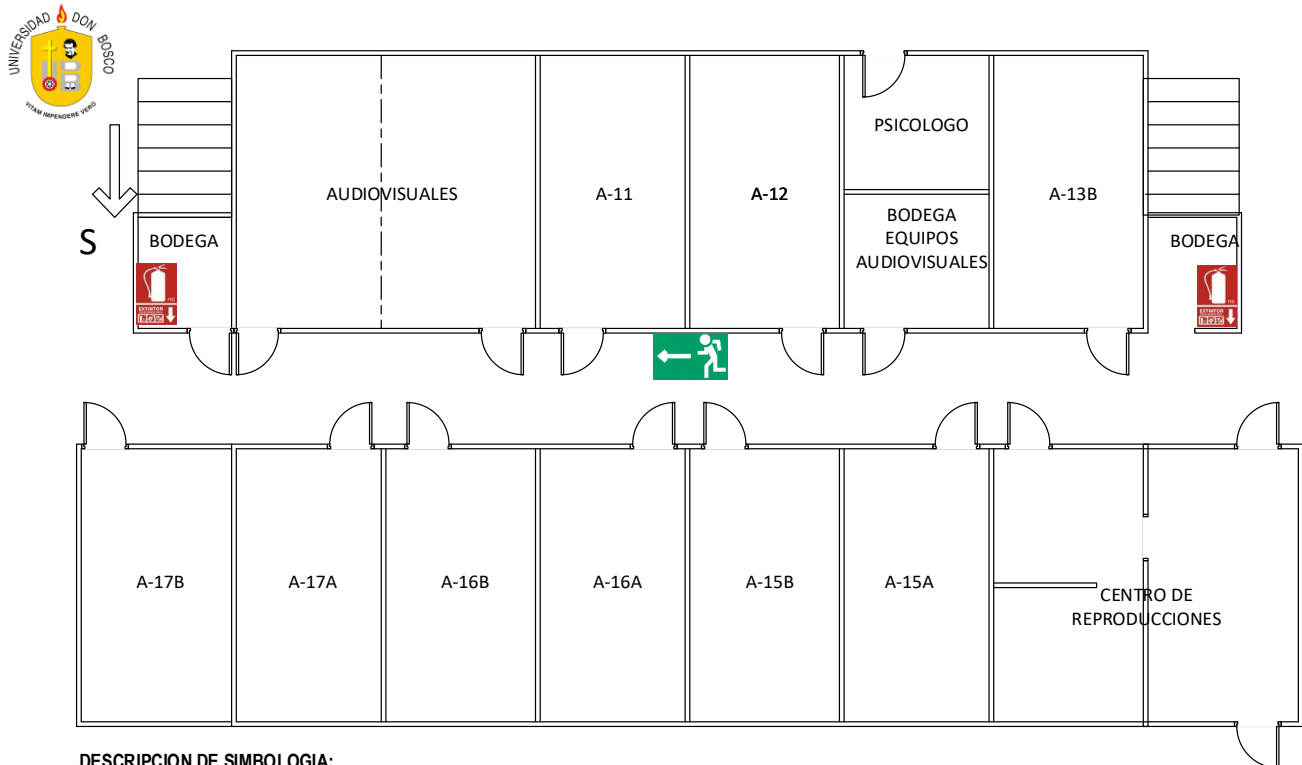 UNIVERSIDAD DON BOSCO
VITAM IMPENDERE VERO
PSICOLOGO
AUDIOVISUALES
A-11
A-12
A-13B
S
BODEGA
BODEGA
EQUIPOS
AUDIOVISUALES
BODEGA
EXTINTOR
EXTINTOR
A-17B
A-17A
A-16B
A-16A
A-15B
A-15A
CENTRO DE
REPRODUCCIONES
DESCRIPCION DE SIMBOLOGIA: